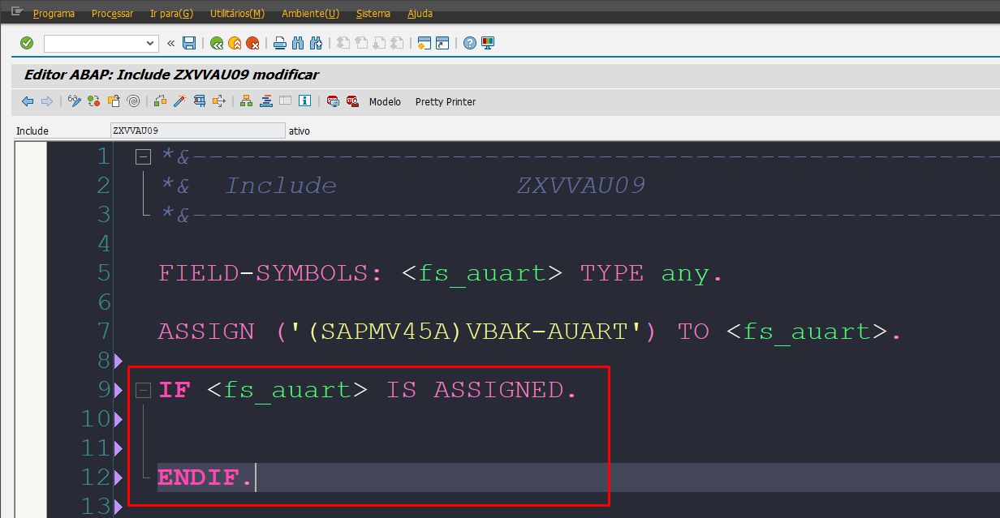 Programa Processar Ir para(G) Utilitários(M) Ambiente(U) Sistema Ajuda
Editor ABAP: Include ZXVVAU09 modificar
Modelo Pretty Printer
Include ZXVVAU09 ativo
1 *&---------------------------------------------------
2 *& Include ZXVVAU09
3 *&---------------------------------------------------
4
5 FIELD-SYMBOLS: <fs_auart> TYPE any.
6
7 ASSIGN ('(SAPMV45A)VBAK-AUART') TO <fs_auart>.
8
9 IF <fs_auart> IS ASSIGNED.
10
11
12 ENDIF.
13